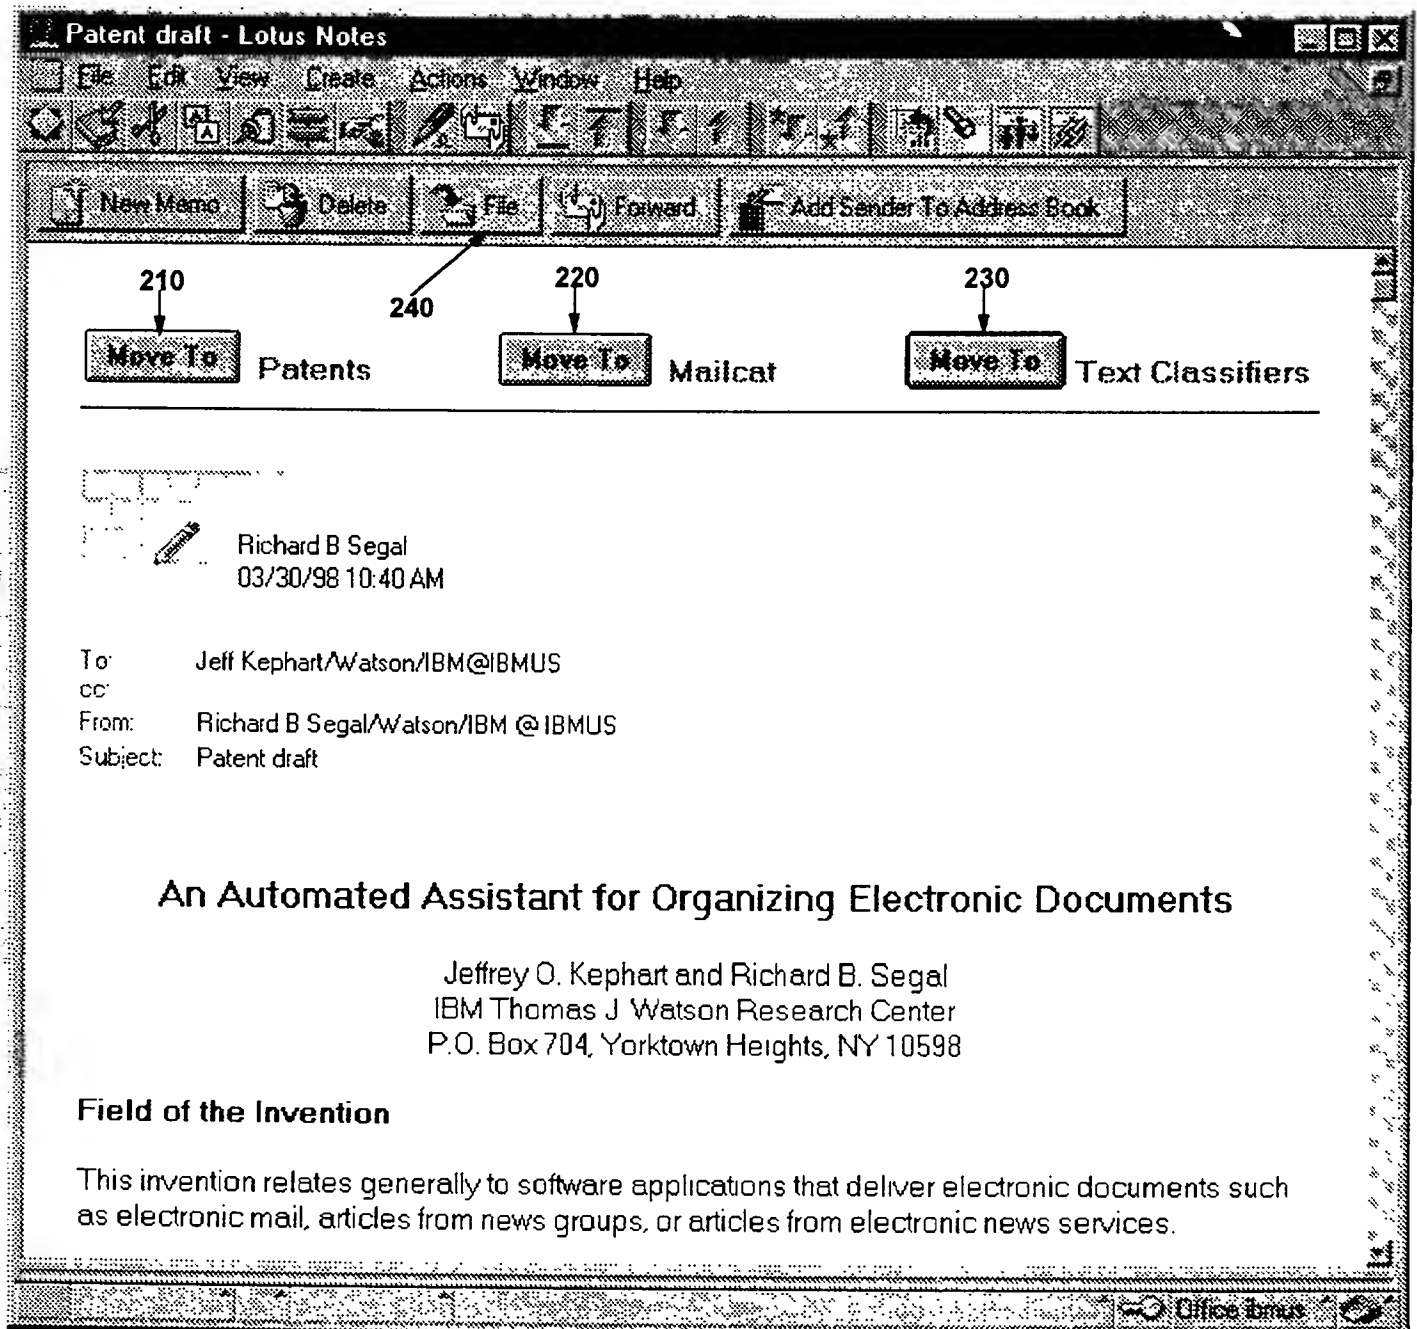 Patent draft - Lotus Notes
File Edit View Create Actions Window Help
New Memo Delete File Forward Add Sender To Address Book
210 240 220 230
Move To Patents Move To Mailcat Move To Text Classifiers
Richard B Segal
03/30/98 10:40 AM
To: Jeff Kephart/Watson/IBM@IBMUS
cc:
From: Richard B Segal/Watson/IBM @ IBMUS
Subject: Patent draft
An Automated Assistant for Organizing Electronic Documents
Jeffrey O. Kephart and Richard B. Segal
IBM Thomas J Watson Research Center
P.O. Box 704, Yorktown Heights, NY 10598
Field of the Invention
This invention relates generally to software applications that deliver electronic documents such
as electronic mail, articles from news groups, or articles from electronic news services.
Office ibmus